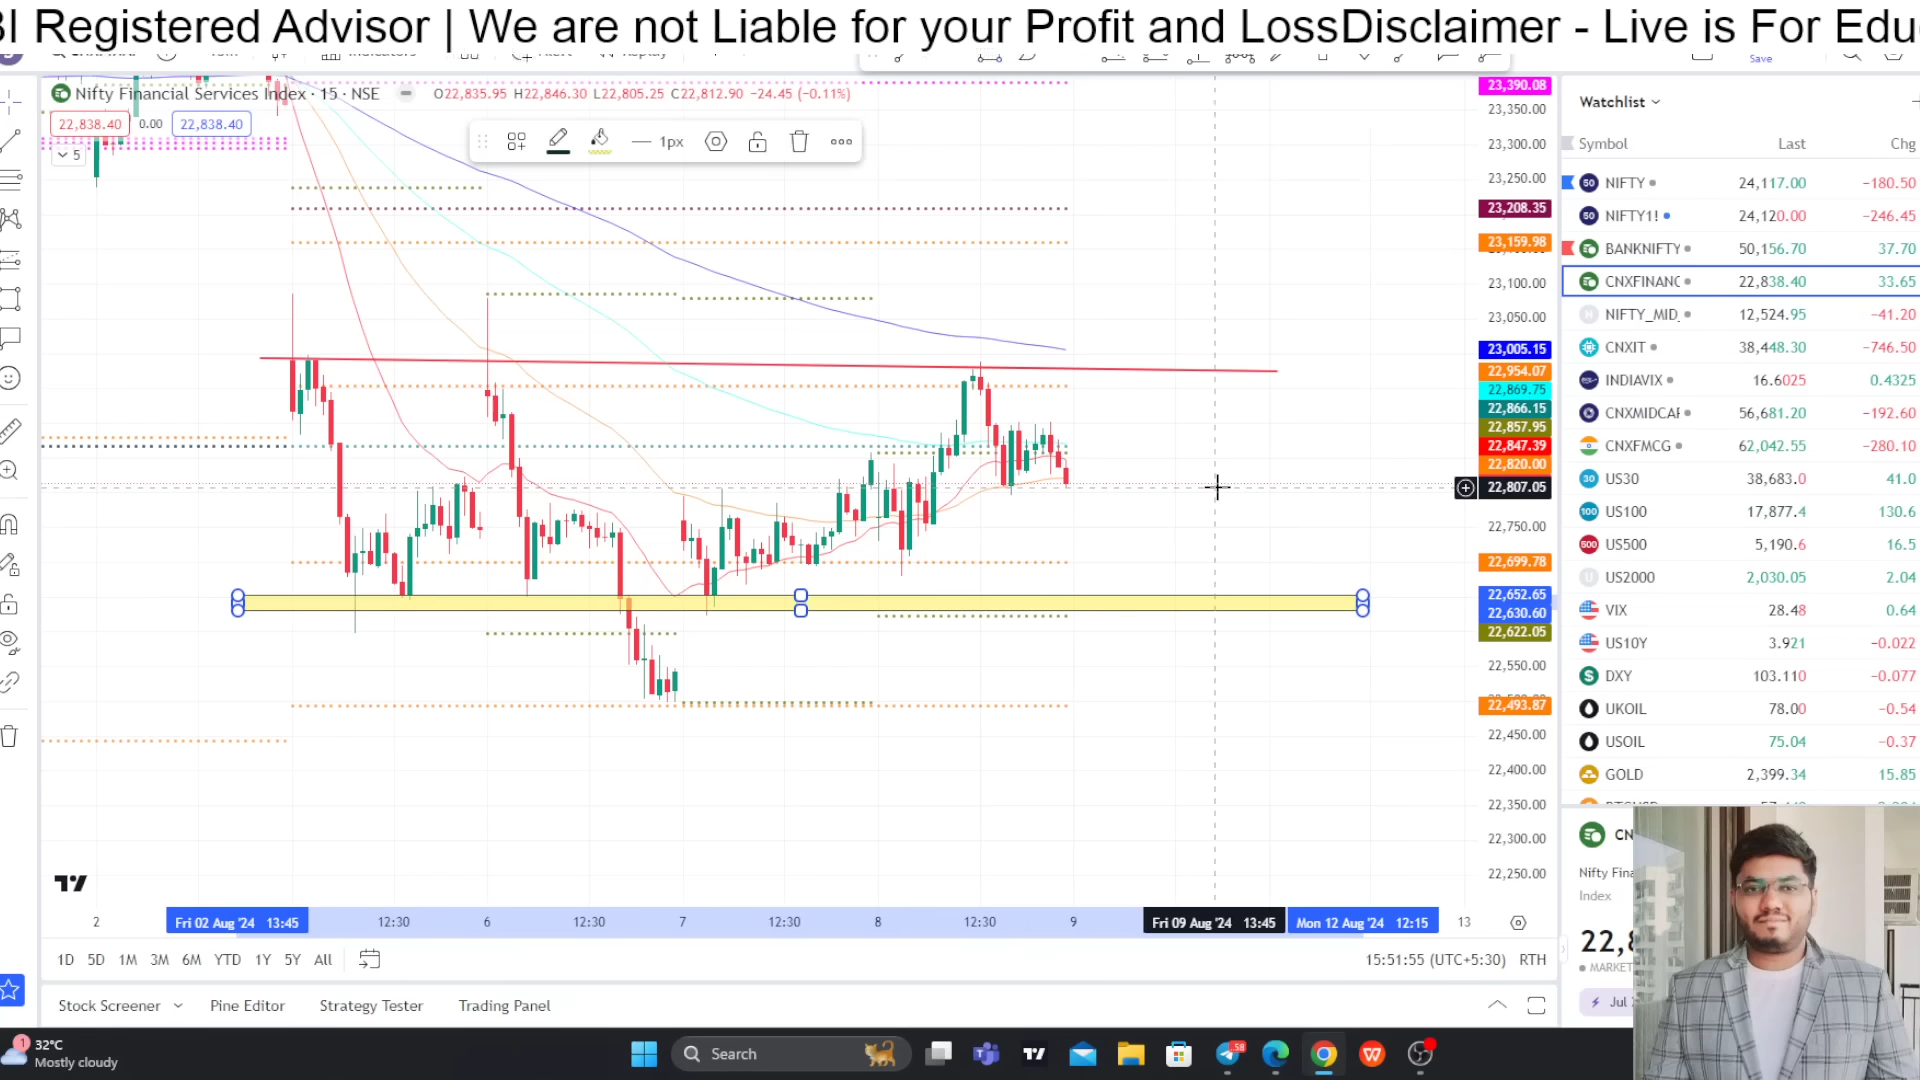 BI Registered Advisor | We are not Liable for your Profit and LossDisclaimer - Live is For Edu
Save
Nifty Financial Services Index · 15 · NSE
O22,835.95 H22,846.30 L22,805.25 C22,812.90 −24.45 (−0.11%)
22,838.40 0.00 22,838.40
5
1px
23,390.08
23,350.00
23,300.00
23,250.00
23,208.35
23,159.98
23,100.00
23,050.00
23,005.15
22,954.07
22,869.75
22,866.15
22,857.95
22,847.39
22,820.00
22,807.05
22,750.00
22,699.78
22,652.65
22,630.60
22,622.05
22,550.00
22,493.87
22,450.00
22,400.00
22,350.00
22,300.00
22,250.00
2 Fri 02 Aug '24 13:45 12:30 6 12:30 7 12:30 8 12:30 9 Fri 09 Aug '24 13:45 Mon 12 Aug '24 12:15 13
1D 5D 1M 3M 6M YTD 1Y 5Y All
15:51:55 (UTC+5:30) RTH
Stock Screener Pine Editor Strategy Tester Trading Panel
Watchlist
Symbol Last Chg
NIFTY 24,117.00 −180.50
NIFTY1! 24,120.00 −246.45
BANKNIFTY 50,156.70 37.70
CNXFINANC 22,838.40 33.65
NIFTY_MID_ 12,524.95 −41.20
CNXIT 38,448.30 −746.50
INDIAVIX 16.6025 0.4325
CNXMIDCAF 56,681.20 −192.60
CNXFMCG 62,042.55 −280.10
US30 38,683.0 41.0
US100 17,877.4 130.6
US500 5,190.6 16.5
US2000 2,030.05 2.04
VIX 28.48 0.64
US10Y 3.921 −0.022
DXY 103.110 −0.077
UKOIL 78.00 −0.54
USOIL 75.04 −0.37
GOLD 2,399.34 15.85
CN
Nifty Fina
Index
22,8
MARKET
Jul
1
32°C
Mostly cloudy
Search
58